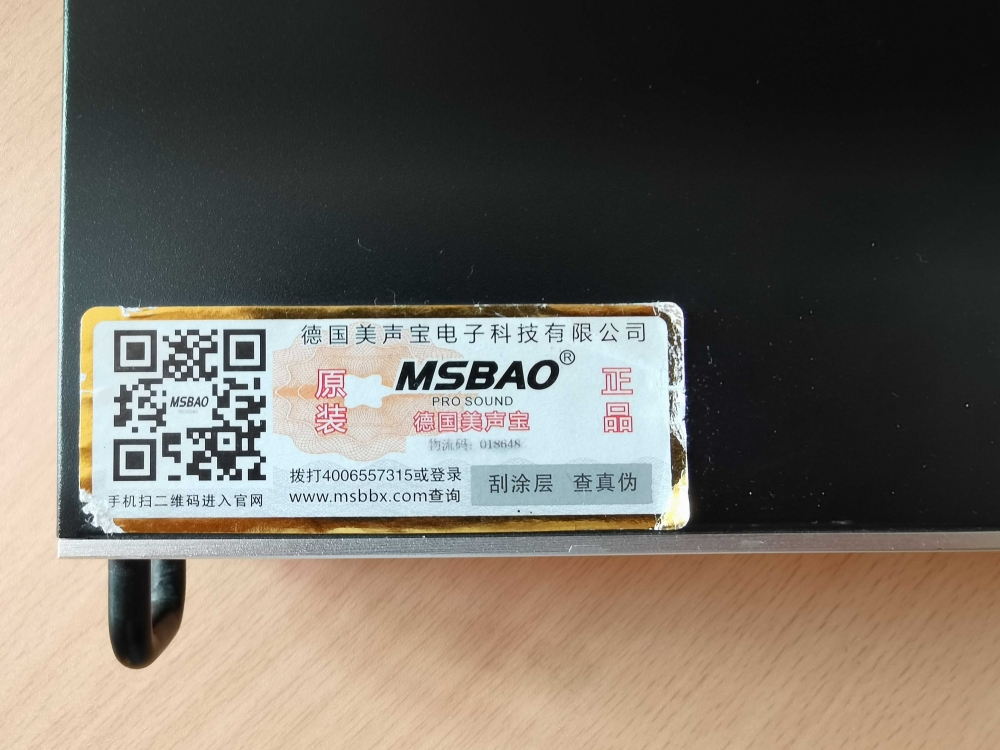 德国美声宝电子科技有限公司
MSBAO®
PRO SOUND
原装
正品
德国美声宝
物流码: 018648
拨打4006557315或登录
www.msbbx.com查询
刮涂层 查真伪
MSBAO
手机扫二维码进入官网